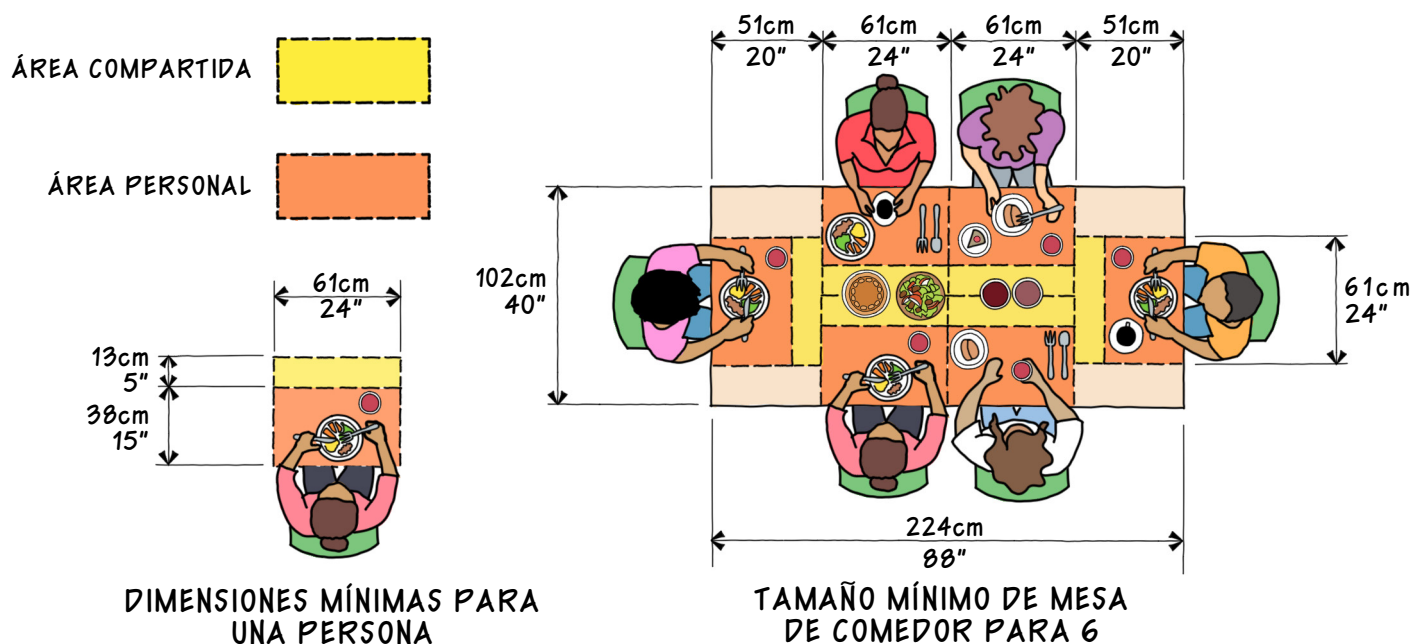 ÁREA COMPARTIDA
ÁREA PERSONAL
61cm
24"
13cm
5"
38cm
15"
DIMENSIONES MÍNIMAS PARA
UNA PERSONA
51cm
20"
61cm
24"
61cm
24"
51cm
20"
102cm
40"
61cm
24"
224cm
88"
TAMAÑO MÍNIMO DE MESA
DE COMEDOR PARA 6